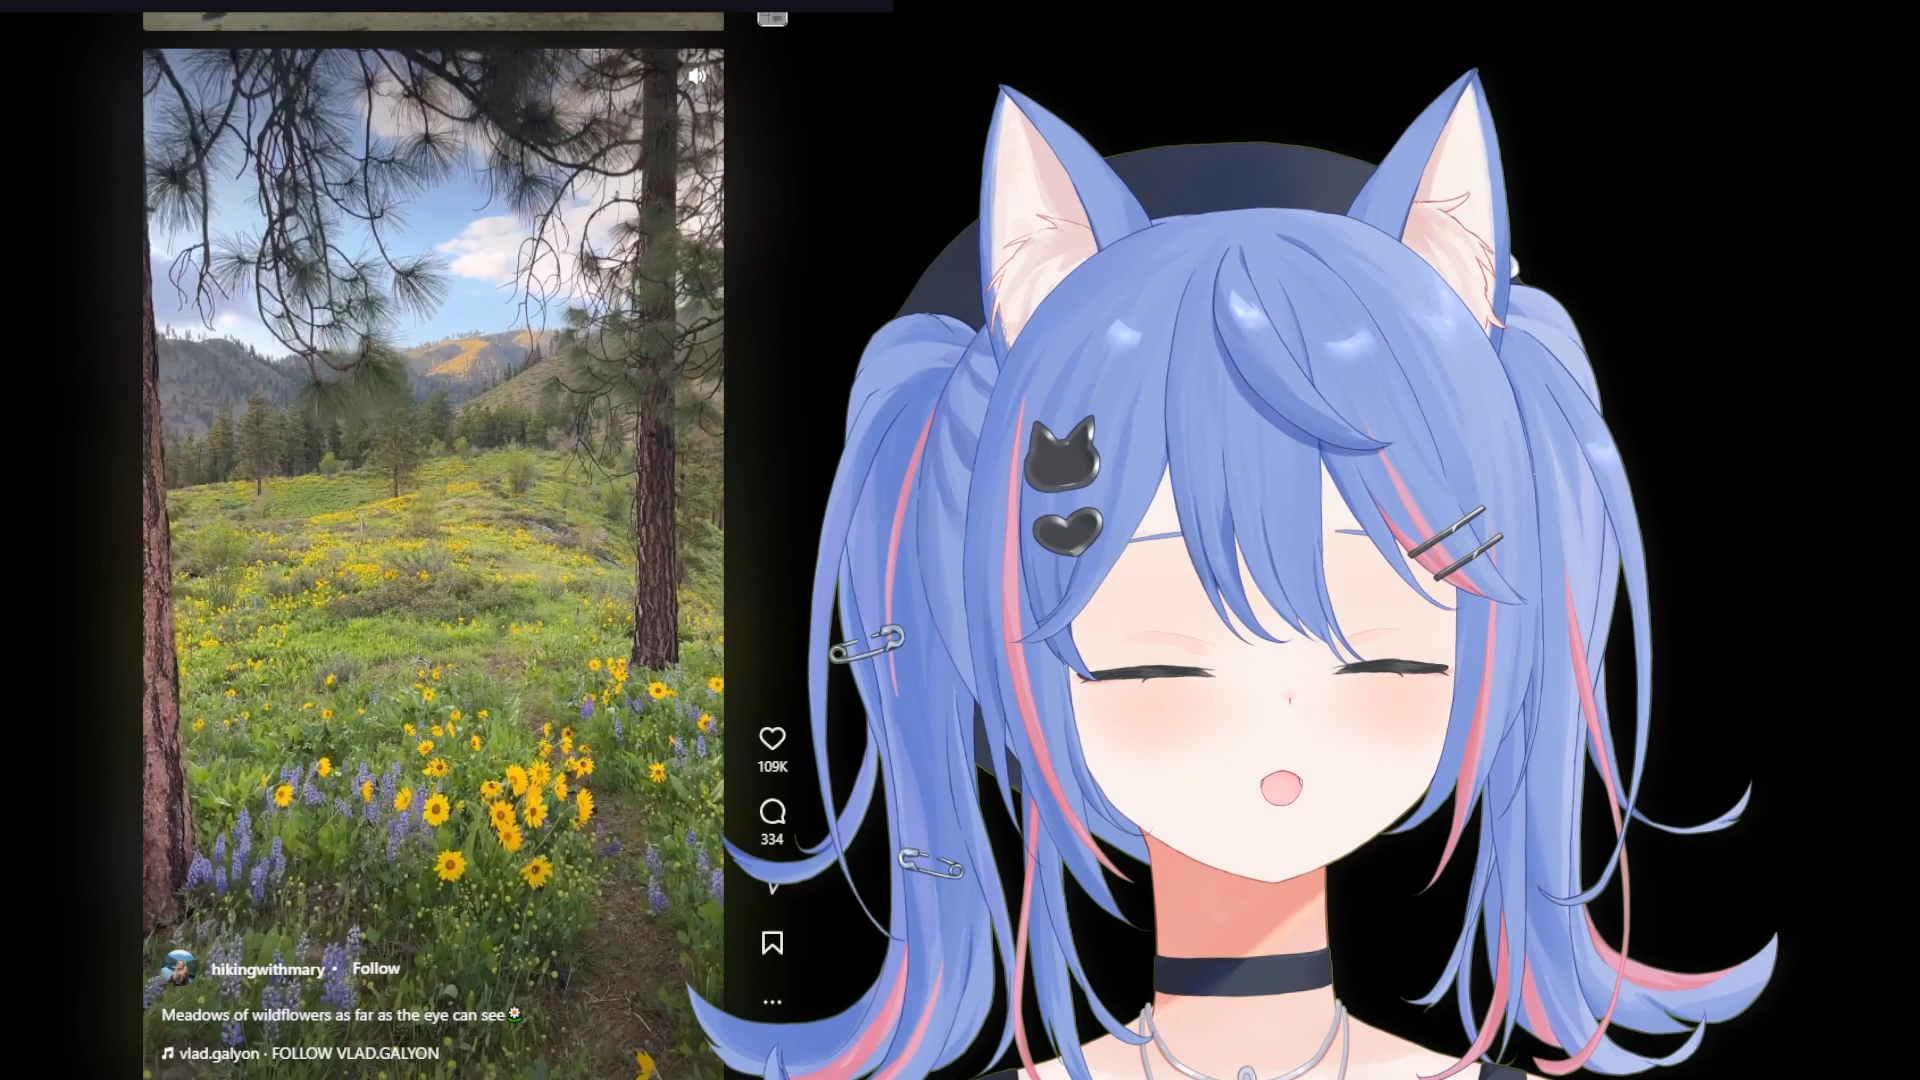 109K
334
hikingwithmary • Follow
Meadows of wildflowers as far as the eye can see
vlad.galyon · FOLLOW VLAD.GALYON